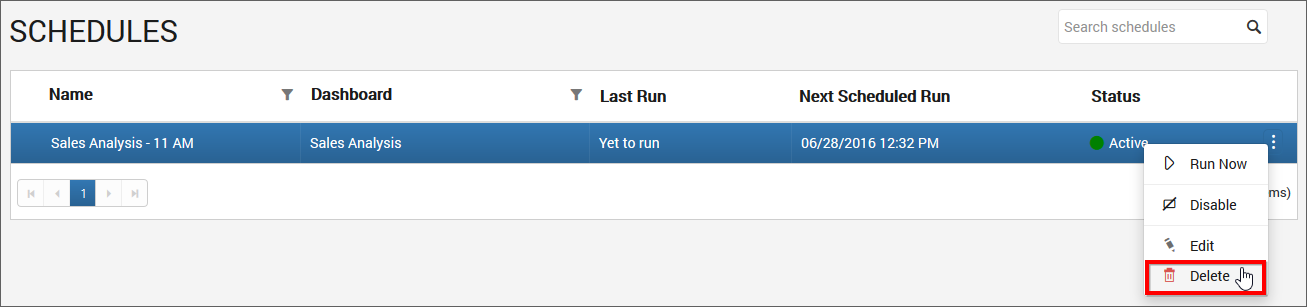 SCHEDULES
Search schedules
Name Dashboard Last Run Next Scheduled Run Status
Sales Analysis - 11 AM Sales Analysis Yet to run 06/28/2016 12:32 PM Active
1
ms)
Run Now
Disable
Edit
Delete